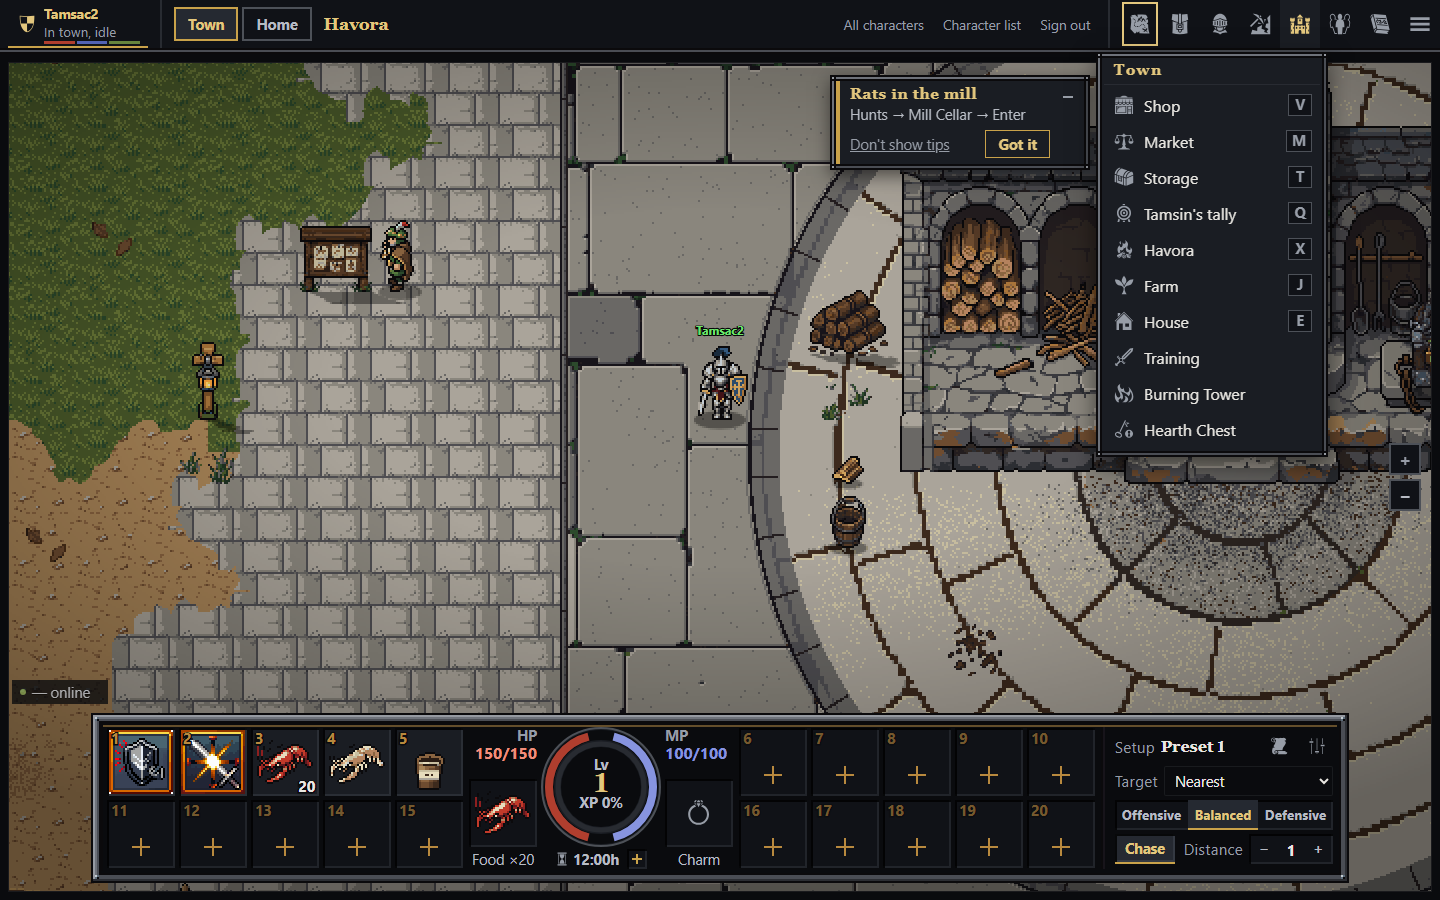 Tamsac2
In town, idle
Town
Home
Havora
All characters
Character list
Sign out
Town
Shop V
Market M
Storage T
Tamsin's tally Q
Havora X
Farm J
House E
Training
Burning Tower
Hearth Chest
Rats in the mill
Hunts → Mill Cellar → Enter
Don't show tips
Got it
Tamsac2
+
−
— online
1
2
3
20
4
5
HP
150/150
Lv
1
XP 0%
MP
100/100
6
7
8
9
10
11
12
13
14
15
Food ×20
12:00h +
Charm
16
17
18
19
20
Setup Preset 1
Target Nearest
Offensive Balanced Defensive
Chase Distance − 1 +